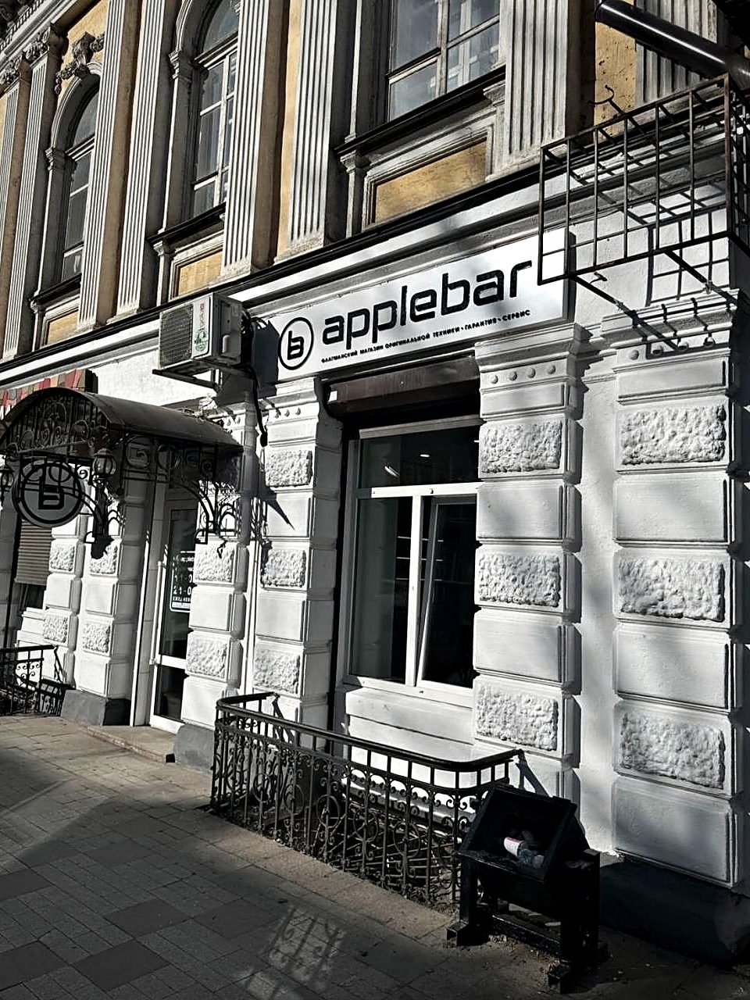 b applebar
ФЛАГМАНСКИЙ МАГАЗИН ОРИГИНАЛЬНОЙ ТЕХНИКИ • ГАРАНТИЯ • СЕРВИС
b